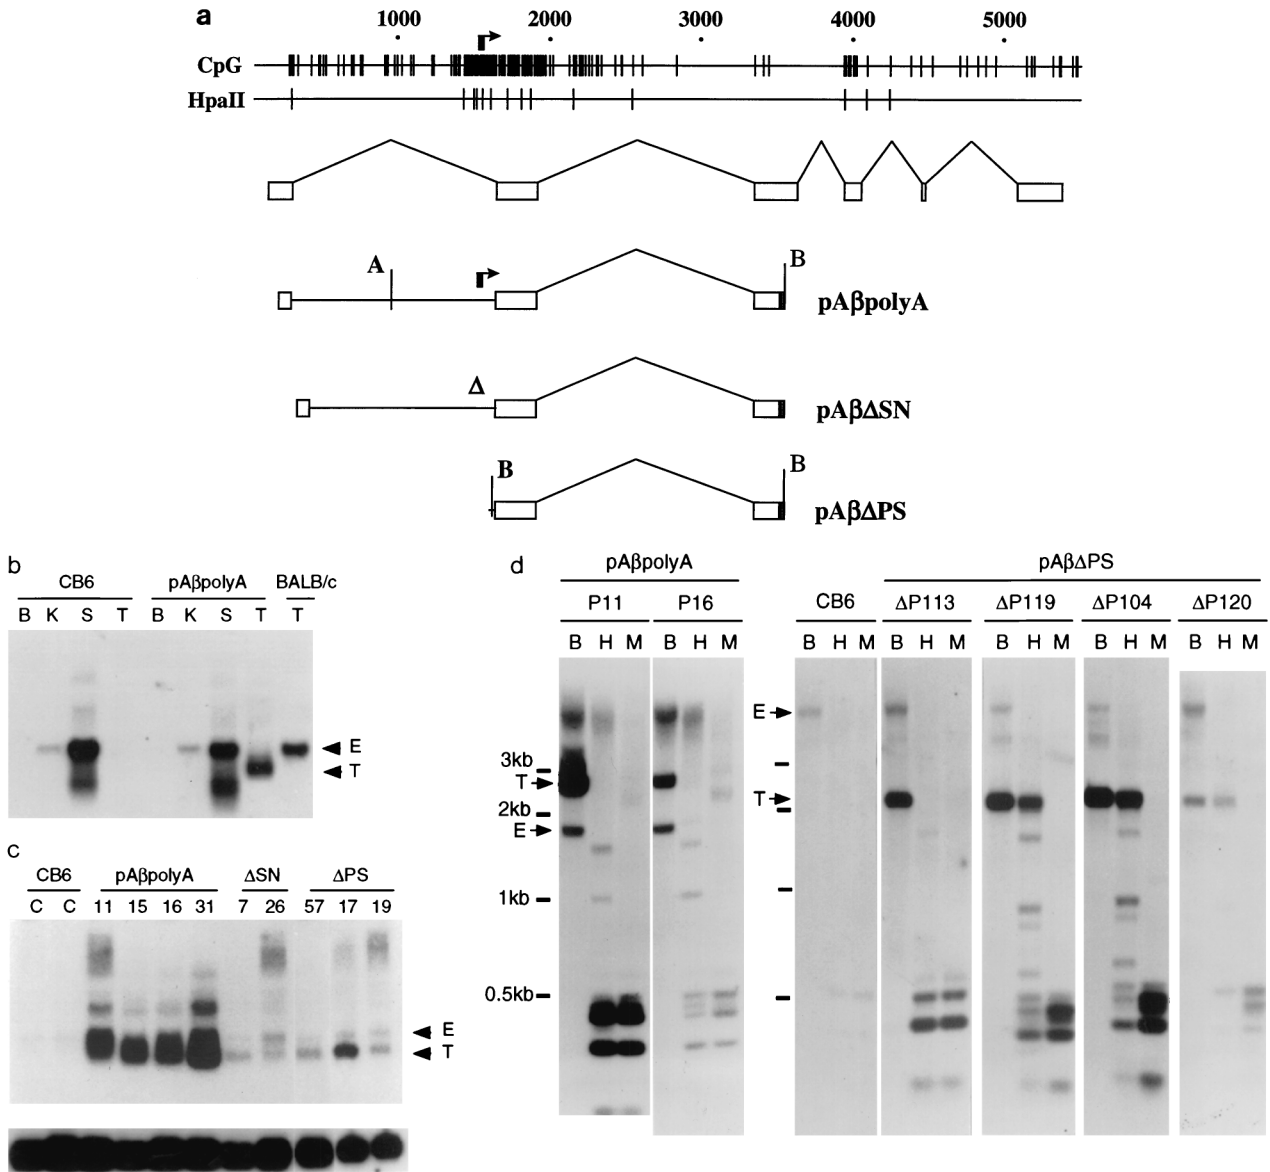 a
1000 2000 3000 4000 5000
CpG
HpaII
A B
pAβpolyA
Δ
pAβΔSN
B B
pAβΔPS
b
CB6 pAβpolyA BALB/c
B K S T B K S T T
E
T
c
CB6 pAβpolyA ΔSN ΔPS
C C 11 15 16 31 7 26 57 17 19
E
T
d
pAβpolyA pAβΔPS
P11 P16 CB6 ΔP113 ΔP119 ΔP104 ΔP120
B H M B H M B H M B H M B H M B H M B H M
E
3kb
T T
2kb
E
1kb
0.5kb